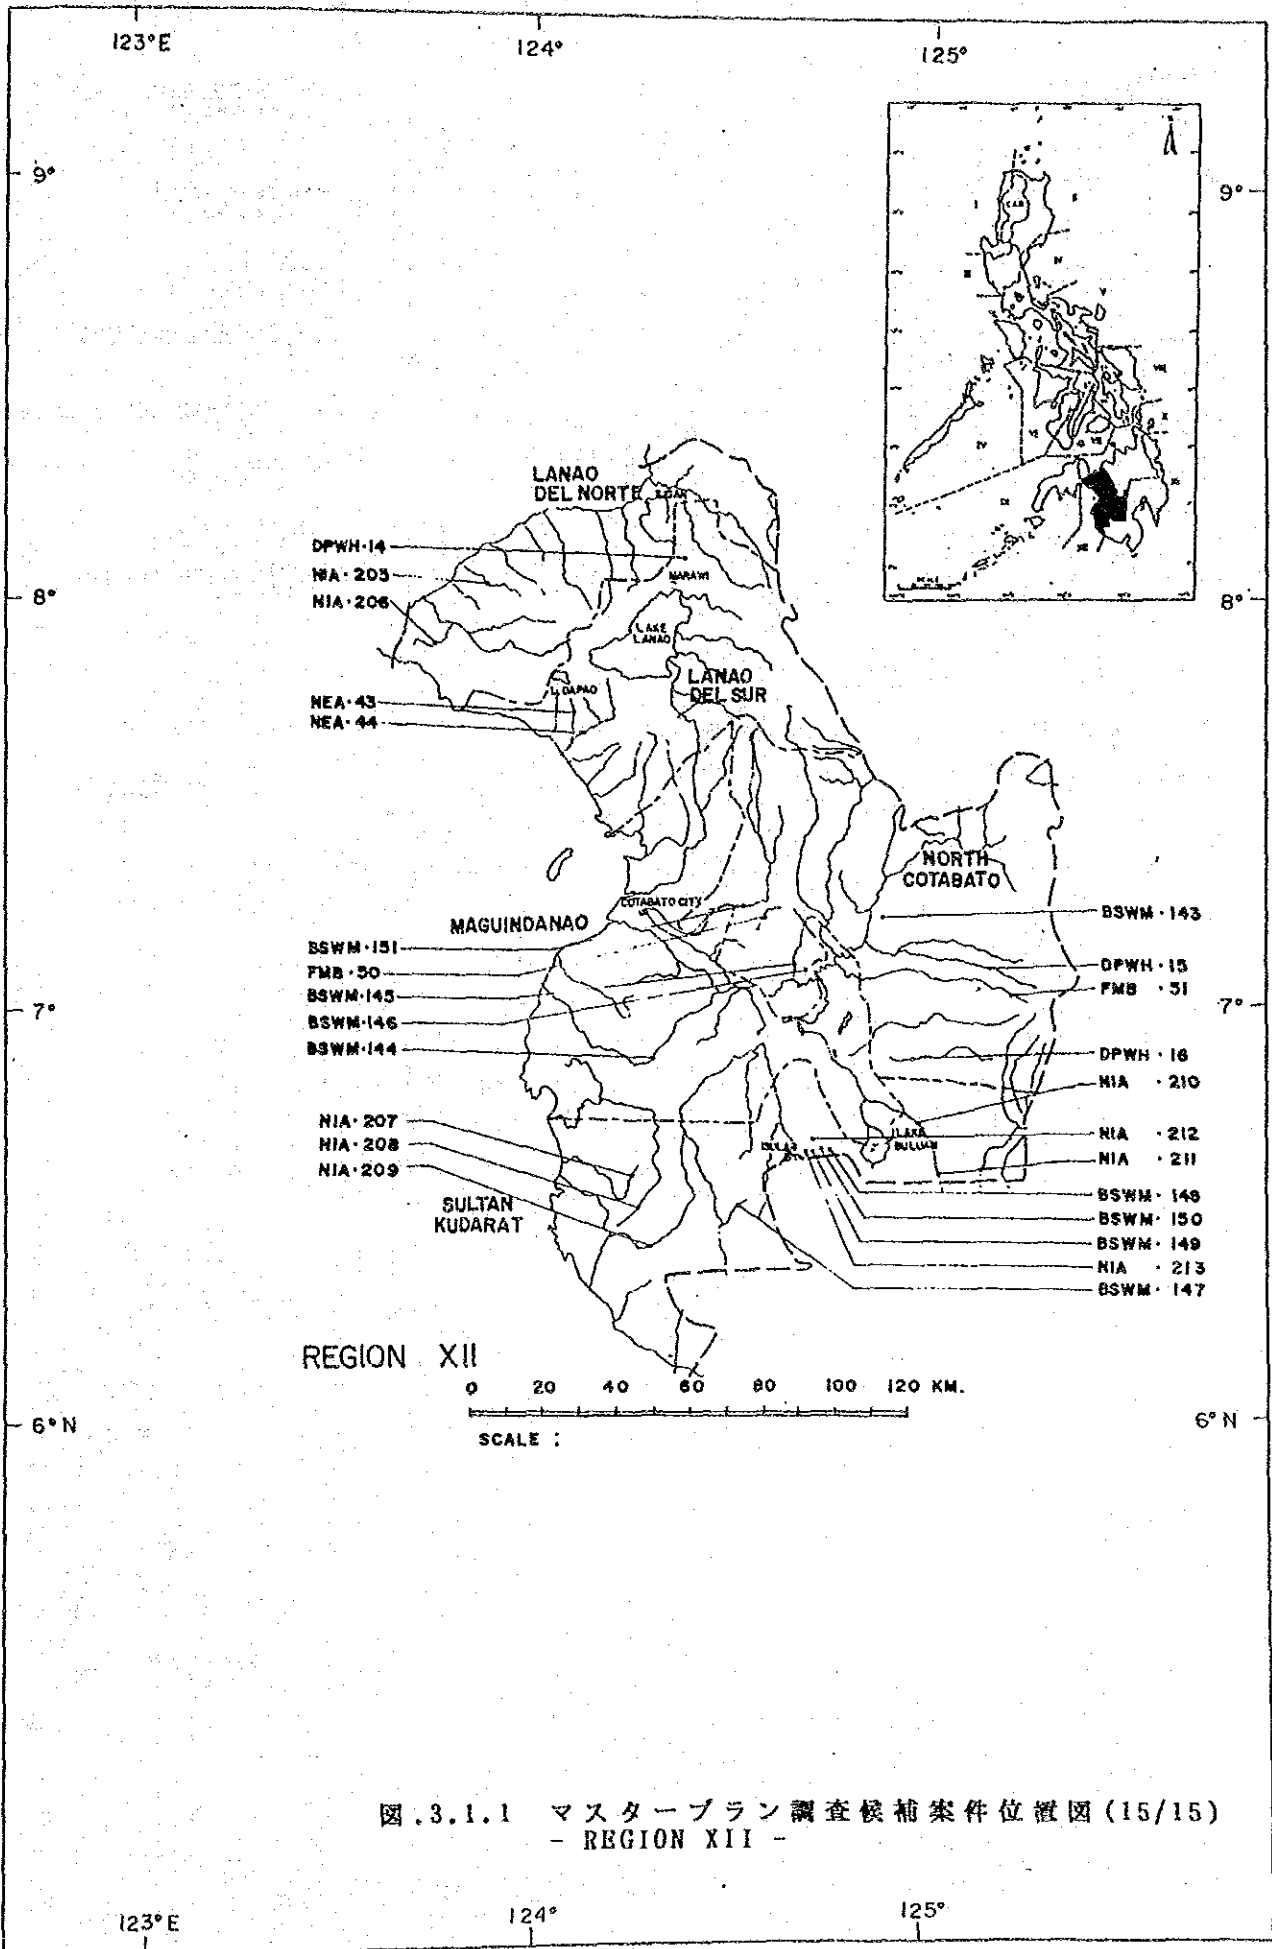 123°E
124°
125°
9°
9°
CAR
LANAO
DEL NORTE
ILIGAN
DPWH·14
NIA·205
NIA·206
MARAWI
8°
8°
LAKE
LANAO
LANAO
DEL SUR
L. DAPAO
NEA·43
NEA·44
NORTH
COTABATO
COTABATO CITY
MAGUINDANAO
BSWM·143
BSWM·151
FMB·50
BSWM·145
BSWM·146
BSWM·144
DPWH·15
FMB·51
7°
7°
DPWH·16
NIA·210
NIA·207
NIA·208
NIA·209
LAKE
BULUAN
NIA·212
NIA·211
SULTAN
KUDARAT
BSWM·148
BSWM·150
BSWM·149
NIA·213
BSWM·147
REGION XII
0 20 40 60 80 100 120 KM.
SCALE :
6°N
6°N
図.3.1.1 マスタープラン調査候補案件位置図(15/15)
- REGION XII -
123°E
124°
125°